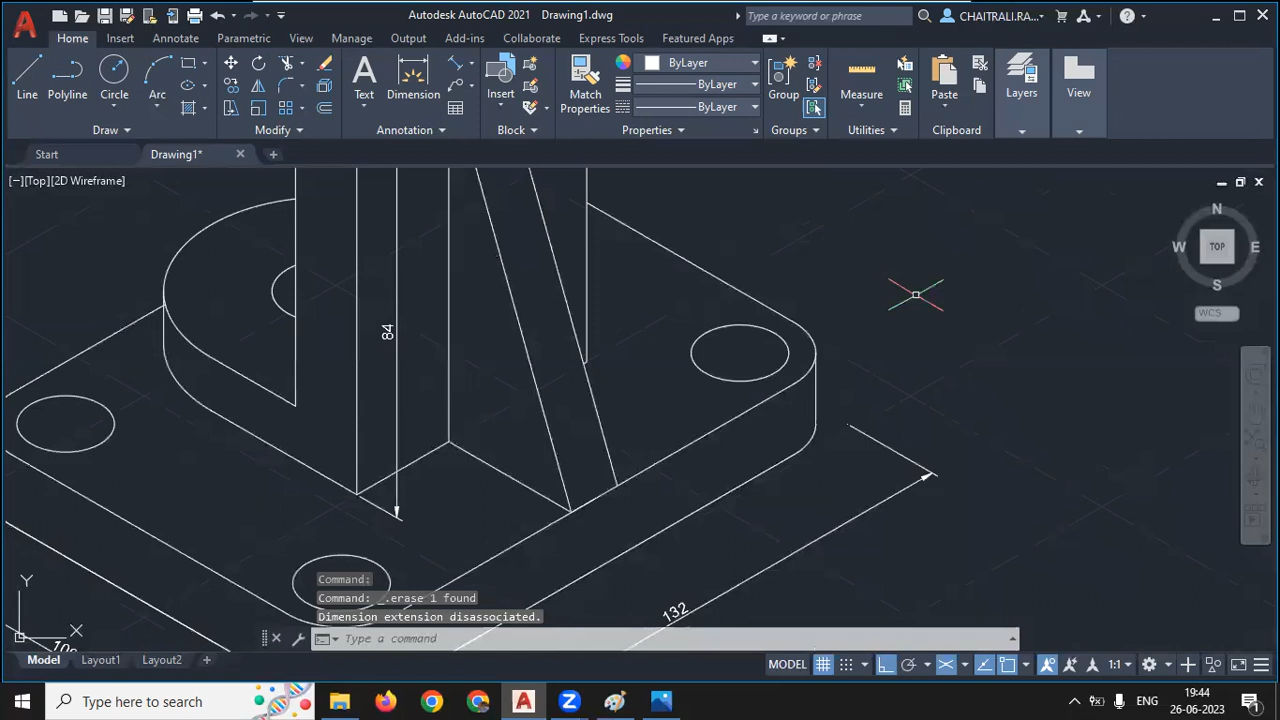 Autodesk AutoCAD 2021 Drawing1.dwg
Type a keyword or phrase
CHAITRALI.RA...
Home Insert Annotate Parametric View Manage Output Add-ins Collaborate Express Tools Featured Apps
Line Polyline Circle Arc
Text Dimension
Insert
Match Properties
ByLayer
ByLayer
ByLayer
Group
Measure
Paste
Layers
View
Draw Modify Annotation Block Properties Groups Utilities Clipboard
Start Drawing1*
[−][Top][2D Wireframe]
N
W TOP E
S
WCS
84
132
Y
X
Command:
Command: _.erase 1 found
Dimension extension disassociated.
Type a command
Model Layout1 Layout2
MODEL 1:1
Type here to search
ENG
19:44
26-06-2023
1